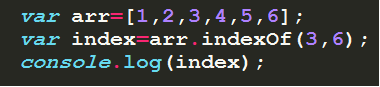 var arr=[1,2,3,4,5,6];
var index=arr.indexOf(3,6);
console.log(index);